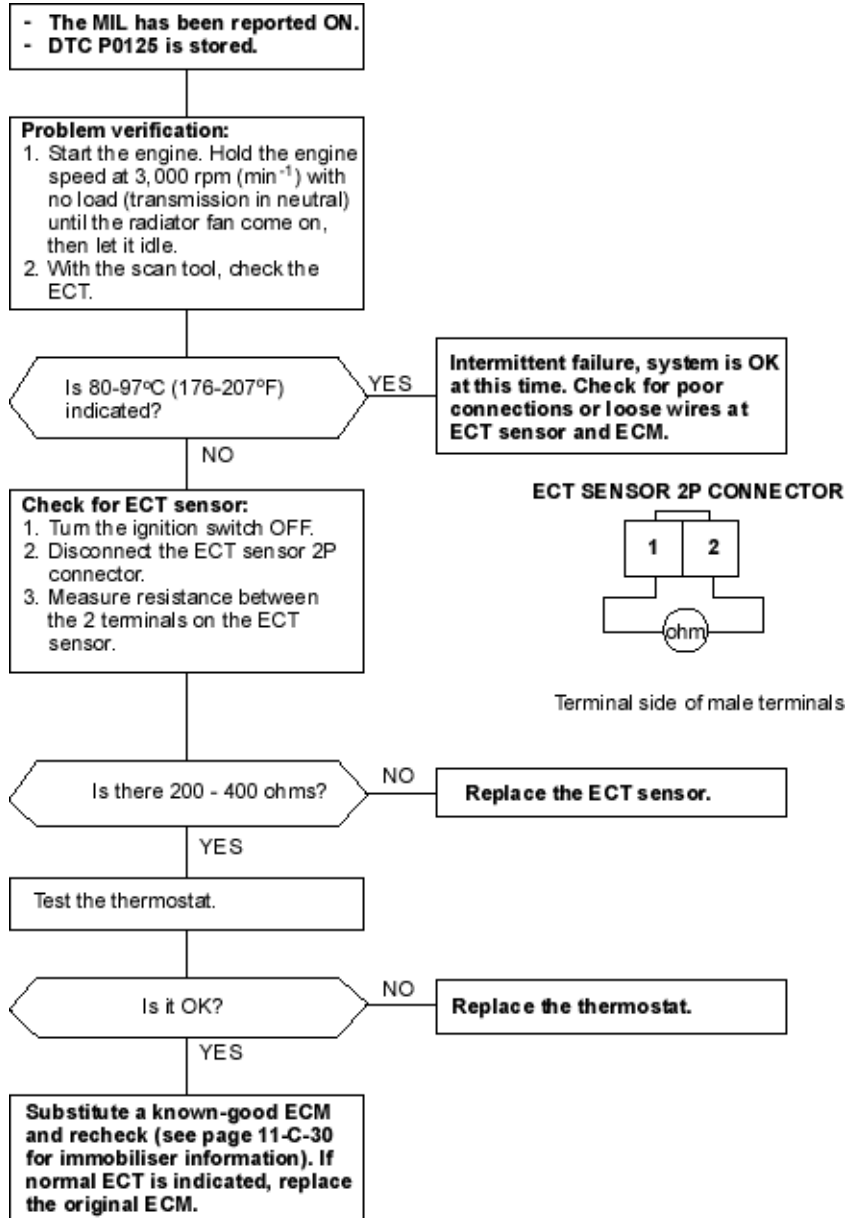 - The MIL has been reported ON.
- DTC P0125 is stored.
Problem verification:
1. Start the engine. Hold the engine
speed at 3,000 rpm (min-1) with
no load (transmission in neutral)
until the radiator fan come on,
then let it idle.
2. With the scan tool, check the
ECT.
Is 80-97ºC (176-207ºF)
indicated?
YES
Intermittent failure, system is OK
at this time. Check for poor
connections or loose wires at
ECT sensor and ECM.
NO
Check for ECT sensor:
1. Turn the ignition switch OFF.
2. Disconnect the ECT sensor 2P
connector.
3. Measure resistance between
the 2 terminals on the ECT
sensor.
ECT SENSOR 2P CONNECTOR
1 2
ohm
Terminal side of male terminals
Is there 200 - 400 ohms?
NO
Replace the ECT sensor.
YES
Test the thermostat.
Is it OK?
NO
Replace the thermostat.
YES
Substitute a known-good ECM
and recheck (see page 11-C-30
for immobiliser information). If
normal ECT is indicated, replace
the original ECM.